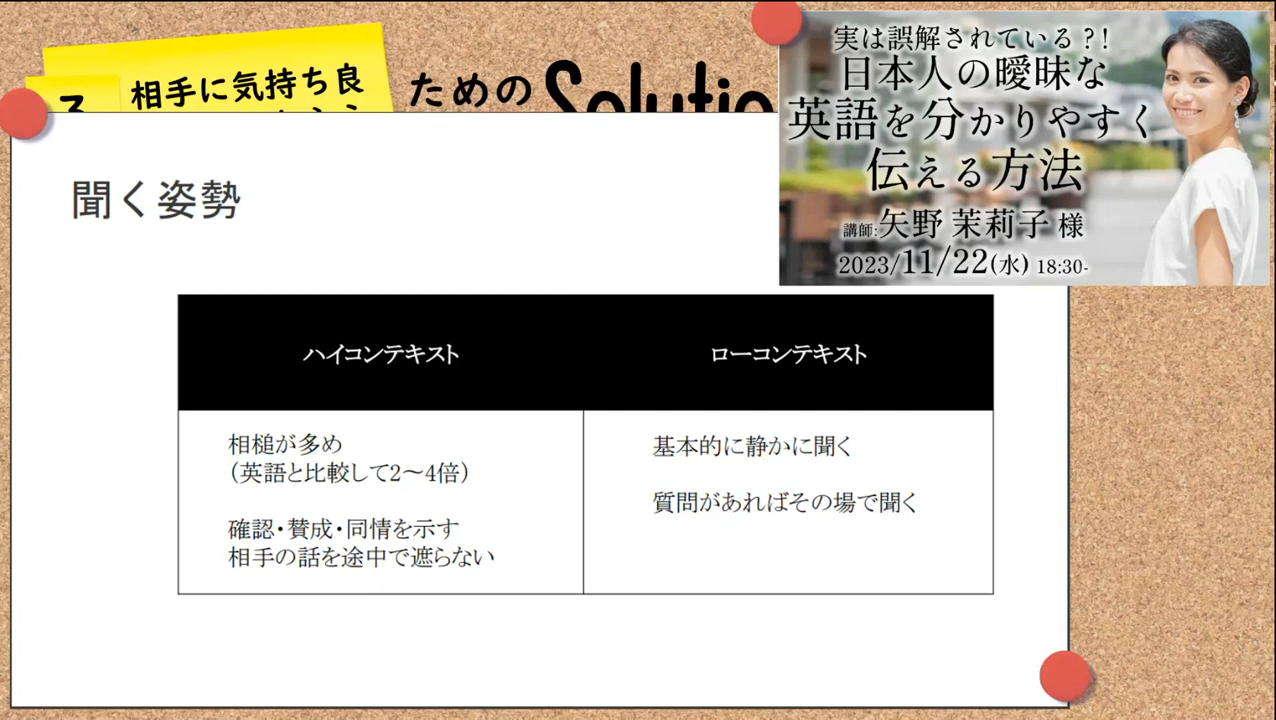 相手に気持ち良
ための
実は誤解されている?!
日本人の曖昧な
英語を分かりやすく
伝える方法
講師:矢野 茉莉子 様
2023/11/22(水) 18:30-
聞く姿勢
ハイコンテキスト
ローコンテキスト
相槌が多め
(英語と比較して2～4倍)
確認・賛成・同情を示す
相手の話を途中で遮らない
基本的に静かに聞く
質問があればその場で聞く